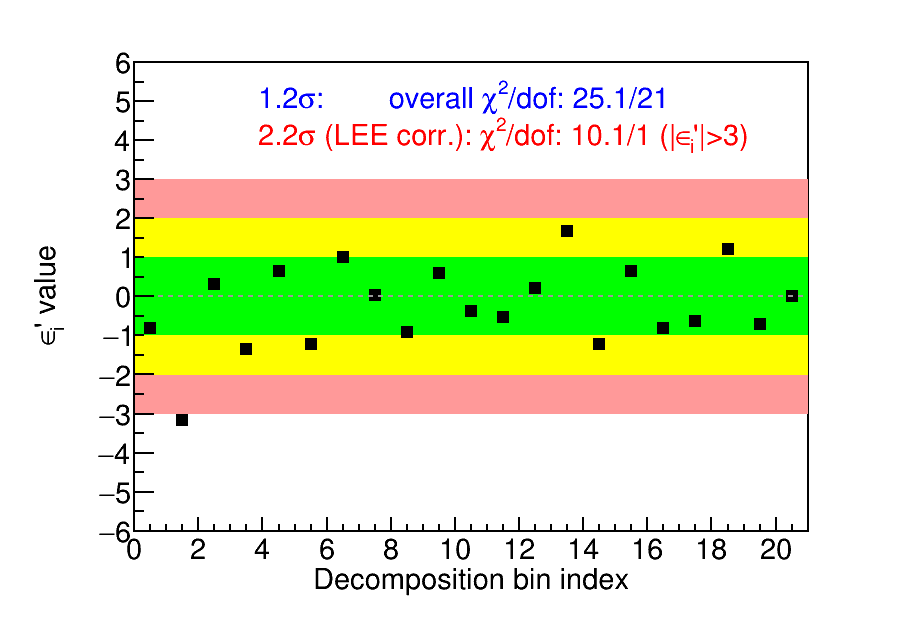 1.2σ: overall χ²/dof: 25.1/21
2.2σ (LEE corr.): χ²/dof: 10.1/1 (|ϵᵢ'|>3)
6
5
4
3
2
1
0
−1
−2
−3
−4
−5
−6
ϵᵢ' value
0 2 4 6 8 10 12 14 16 18 20
Decomposition bin index